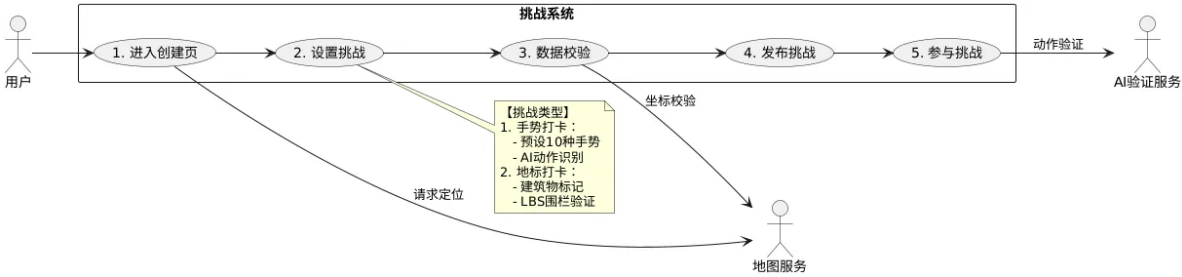 挑战系统
用户
1. 进入创建页
2. 设置挑战
3. 数据校验
4. 发布挑战
5. 参与挑战
动作验证
AI验证服务
【挑战类型】
1. 手势打卡：
- 预设10种手势
- AI动作识别
2. 地标打卡：
- 建筑物标记
- LBS围栏验证
坐标校验
请求定位
地图服务